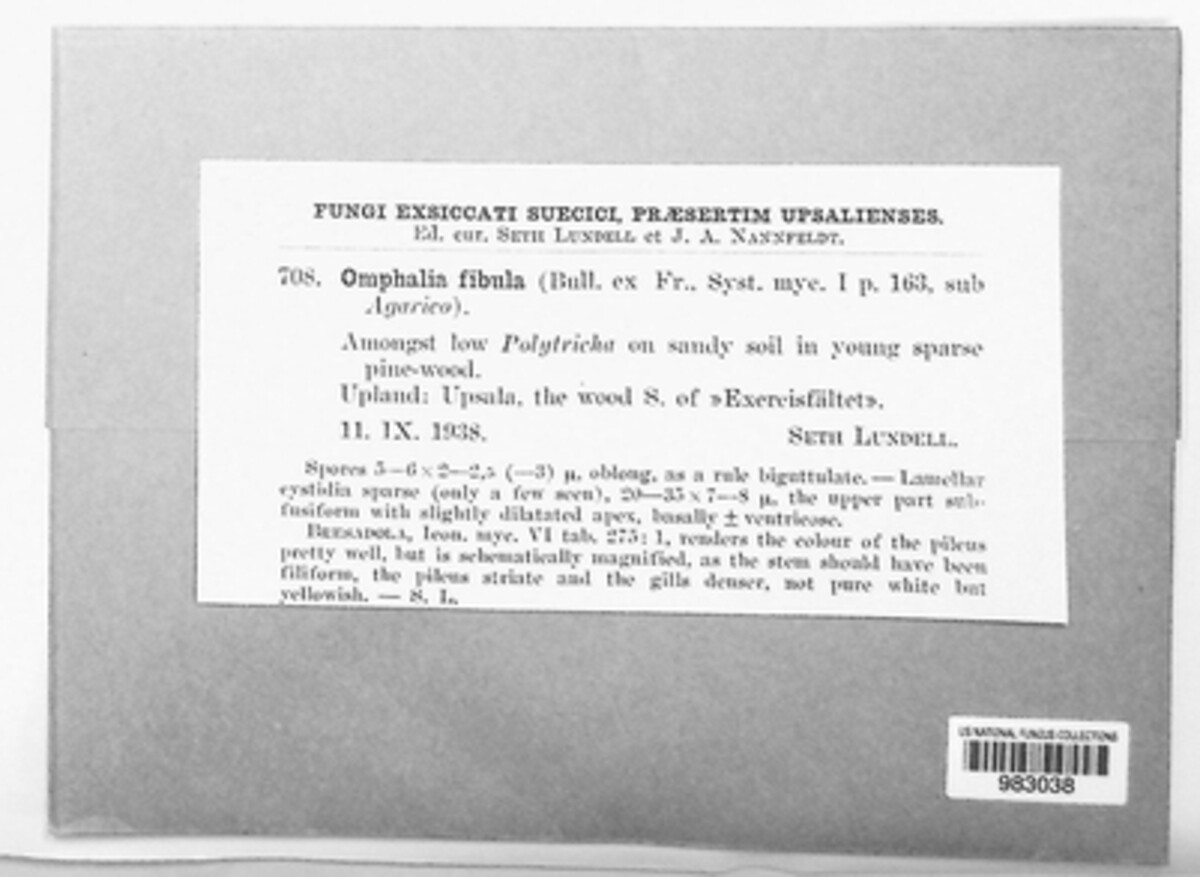 FUNGI EXSICCATI SUECICI, PRÆSERTIM UPSALIENSES.
Ed. cur. SETH LUNDELL et J. A. NANNFELDT.
708. Omphalia fibula (Bull. ex Fr., Syst. myc. I p. 163, sub
Agarico).
Amongst low Polytricha on sandy soil in young sparse
pine-wood.
Upland: Upsala, the wood S. of »Exercisfältet».
11. IX. 1938. SETH LUNDELL.
Spores 5—6 × 2—2,5 (—3) µ, oblong, as a rule biguttulate. — Lamellar
cystidia sparse (only a few seen), 20—35 × 7—8 µ, the upper part sub-
fusiform with slightly dilatated apex, basally ± ventricose.
BRESADOLA, Icon. myc. VI tab. 275: 1, renders the colour of the pileus
pretty well, but is schematically magnified, as the stem should have been
filiform, the pileus striate and the gills denser, not pure white but
yellowish. — S. L.
US NATIONAL FUNGUS COLLECTIONS
983038